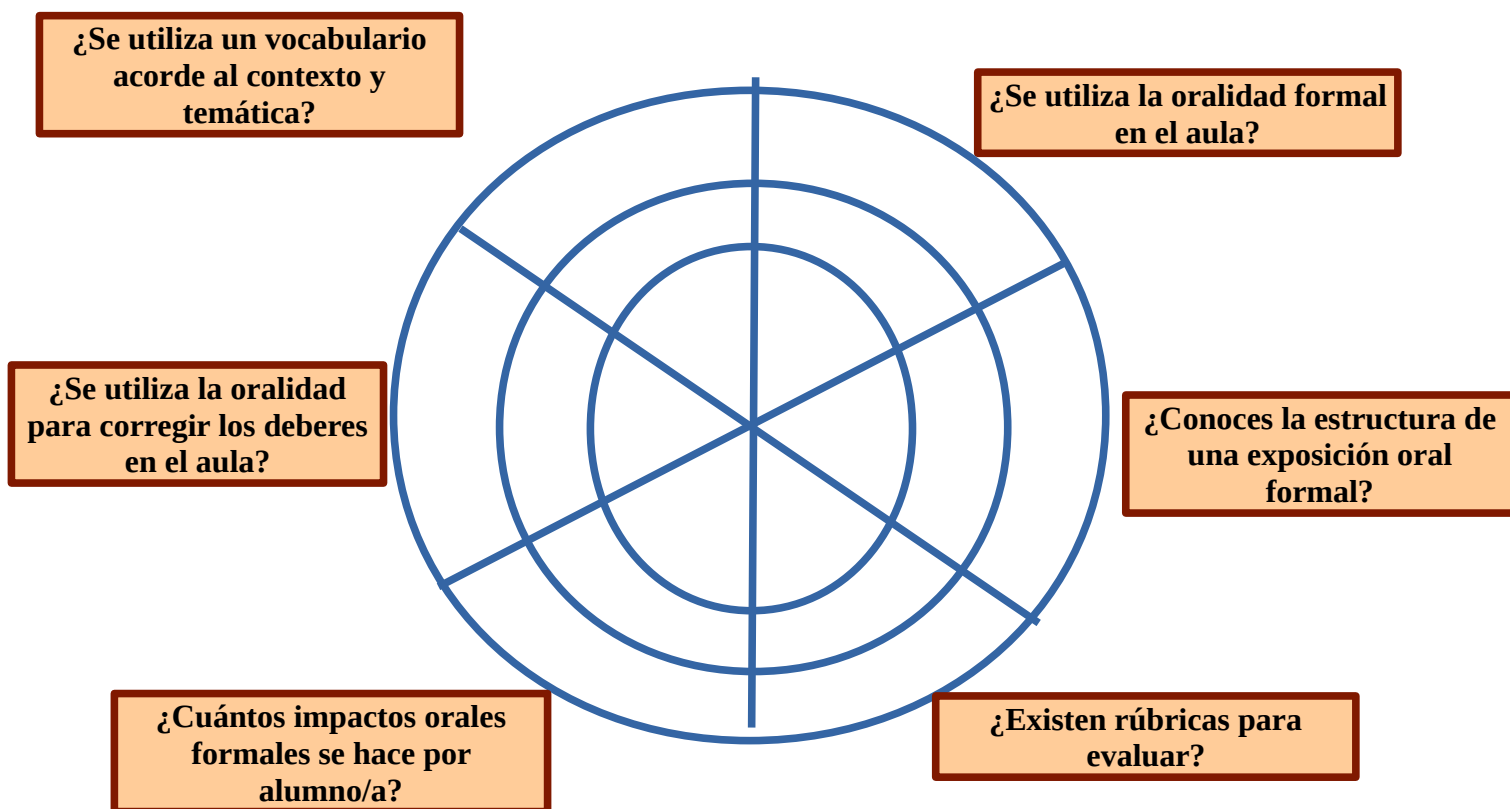 ¿Se utiliza un vocabulario
acorde al contexto y
temática?
¿Se utiliza la oralidad formal
en el aula?
¿Se utiliza la oralidad
para corregir los deberes
en el aula?
¿Conoces la estructura de
una exposición oral
formal?
¿Cuántos impactos orales
formales se hace por
alumno/a?
¿Existen rúbricas para
evaluar?